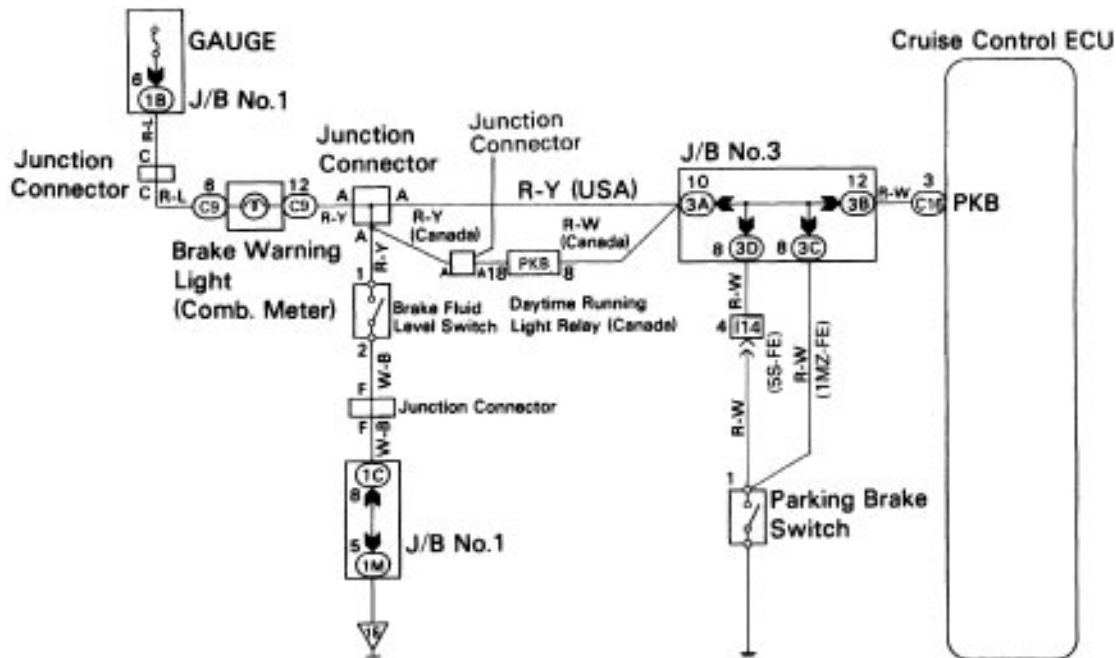 GAUGE
Cruise Control ECU
6
1B
J/B No.1
R-L
C
Junction
Connector
C
R-L
6
C9
12
C9
R-Y
Brake Warning
Light
(Comb. Meter)
Junction
Connector
A
A
A
Junction
Connector
R-Y (USA)
R-Y
(Canada)
R-W
(Canada)
A
A
18
PKB
8
Daytime Running
Light Relay (Canada)
R-Y
1
Brake Fluid
Level Switch
2
W-B
F
Junction Connector
F
W-B
1C
8
5
J/B No.1
1M
J/B No.3
10
3A
12
3B
R-W
3
C16
PKB
8
3D
8
3C
R-W
4
I14
(5S-FE)
R-W
(1MZ-FE)
R-W
1
Parking Brake
Switch